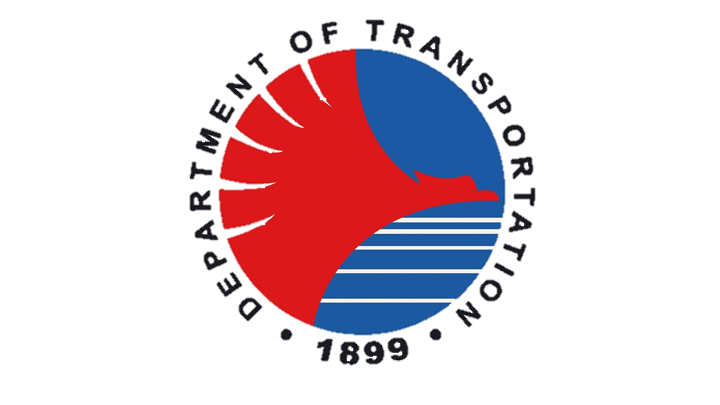 DEPARTMENT OF TRANSPORTATION
• 1899 •